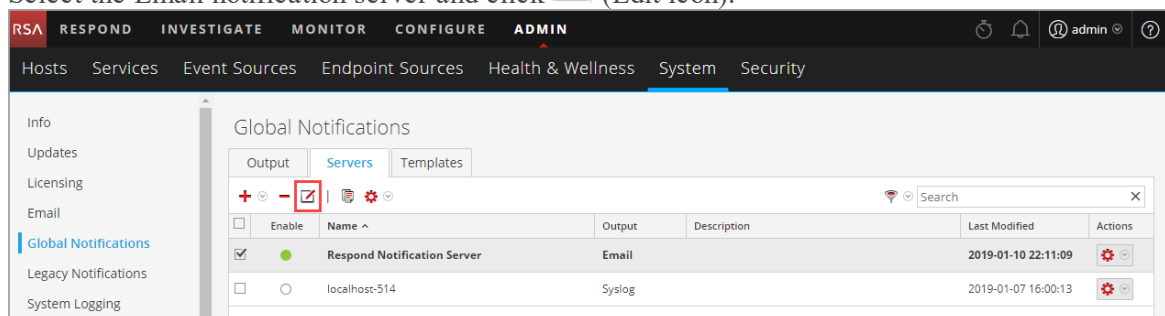 Select the Email notification server and click (Edit icon).
RSA RESPOND INVESTIGATE MONITOR CONFIGURE ADMIN admin
Hosts Services Event Sources Endpoint Sources Health & Wellness System Security
Info
Updates
Licensing
Email
Global Notifications
Legacy Notifications
System Logging
Global Notifications
Output Servers Templates
Search
Enable Name Output Description Last Modified Actions
Respond Notification Server Email 2019-01-10 22:11:09
localhost-514 Syslog 2019-01-07 16:00:13